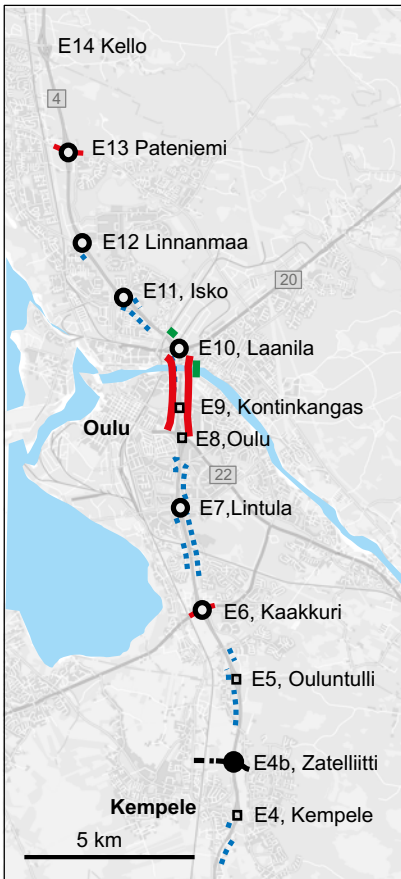 E14 Kello
4
E13 Pateniemi
E12 Linnanmaa
20
E11, Isko
E10, Laanila
E9, Kontinkangas
Oulu
E8,Oulu
22
E7,Lintula
E6, Kaakkuri
E5, Ouluntulli
E4b, Zatelliitti
Kempele
E4, Kempele
5 km